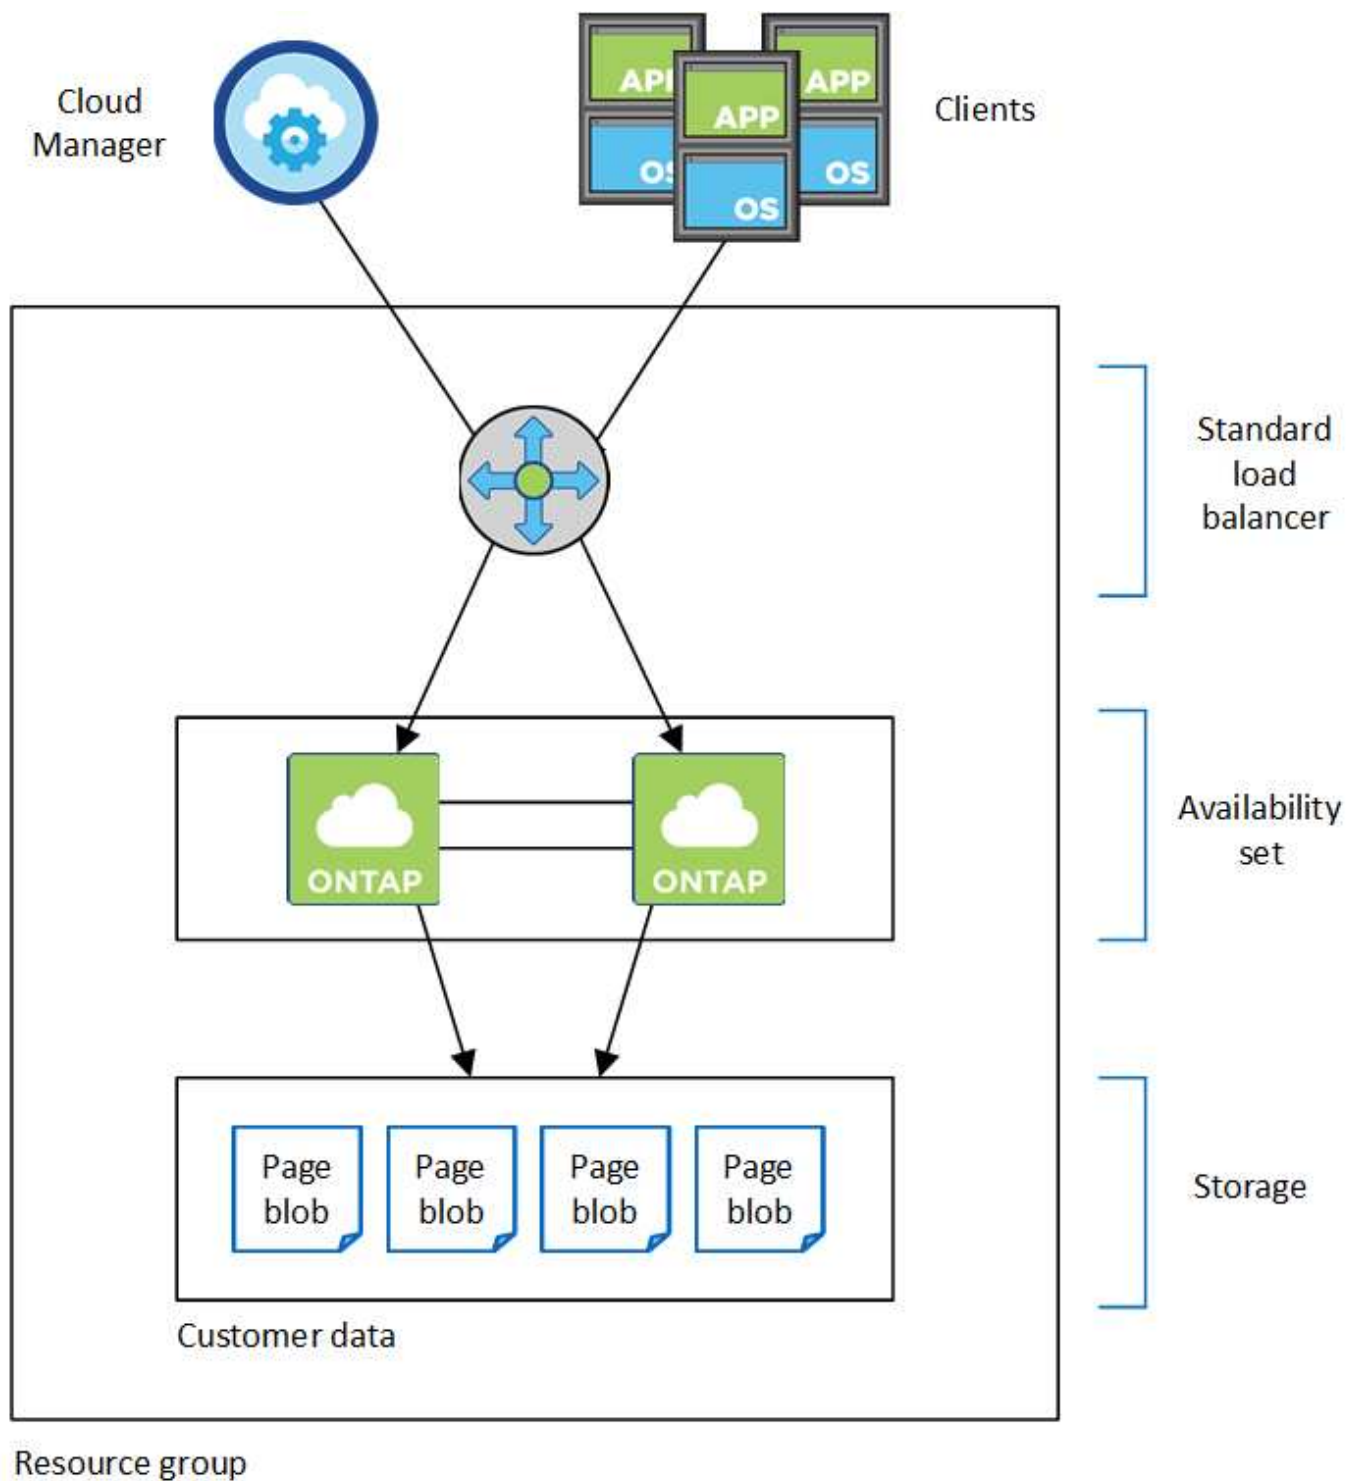 Cloud
Manager
APP
APP
APP
OS
OS
OS
Clients
Standard
load
balancer
ONTAP
ONTAP
Availability
set
Page
blob
Page
blob
Page
blob
Page
blob
Storage
Customer data
Resource group